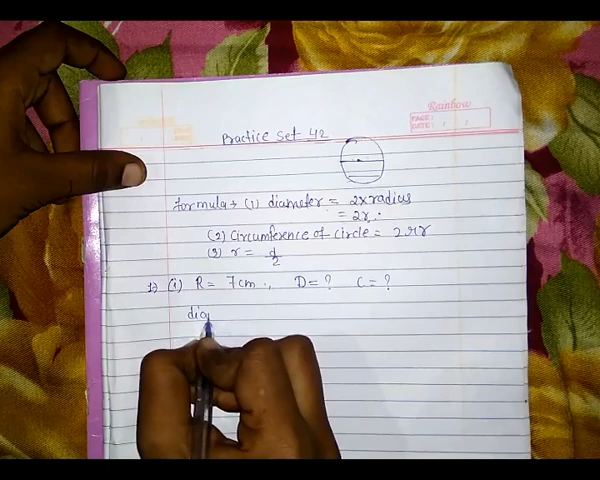 Rainbow
PAGE:
DATE: / /
Practice Set 42
formula → (1) diameter = 2×radius
= 2r.
(2) Circumference of circle = 2πr
(3) r = d/2
1) (i) R = 7cm., D=? C=?
dia